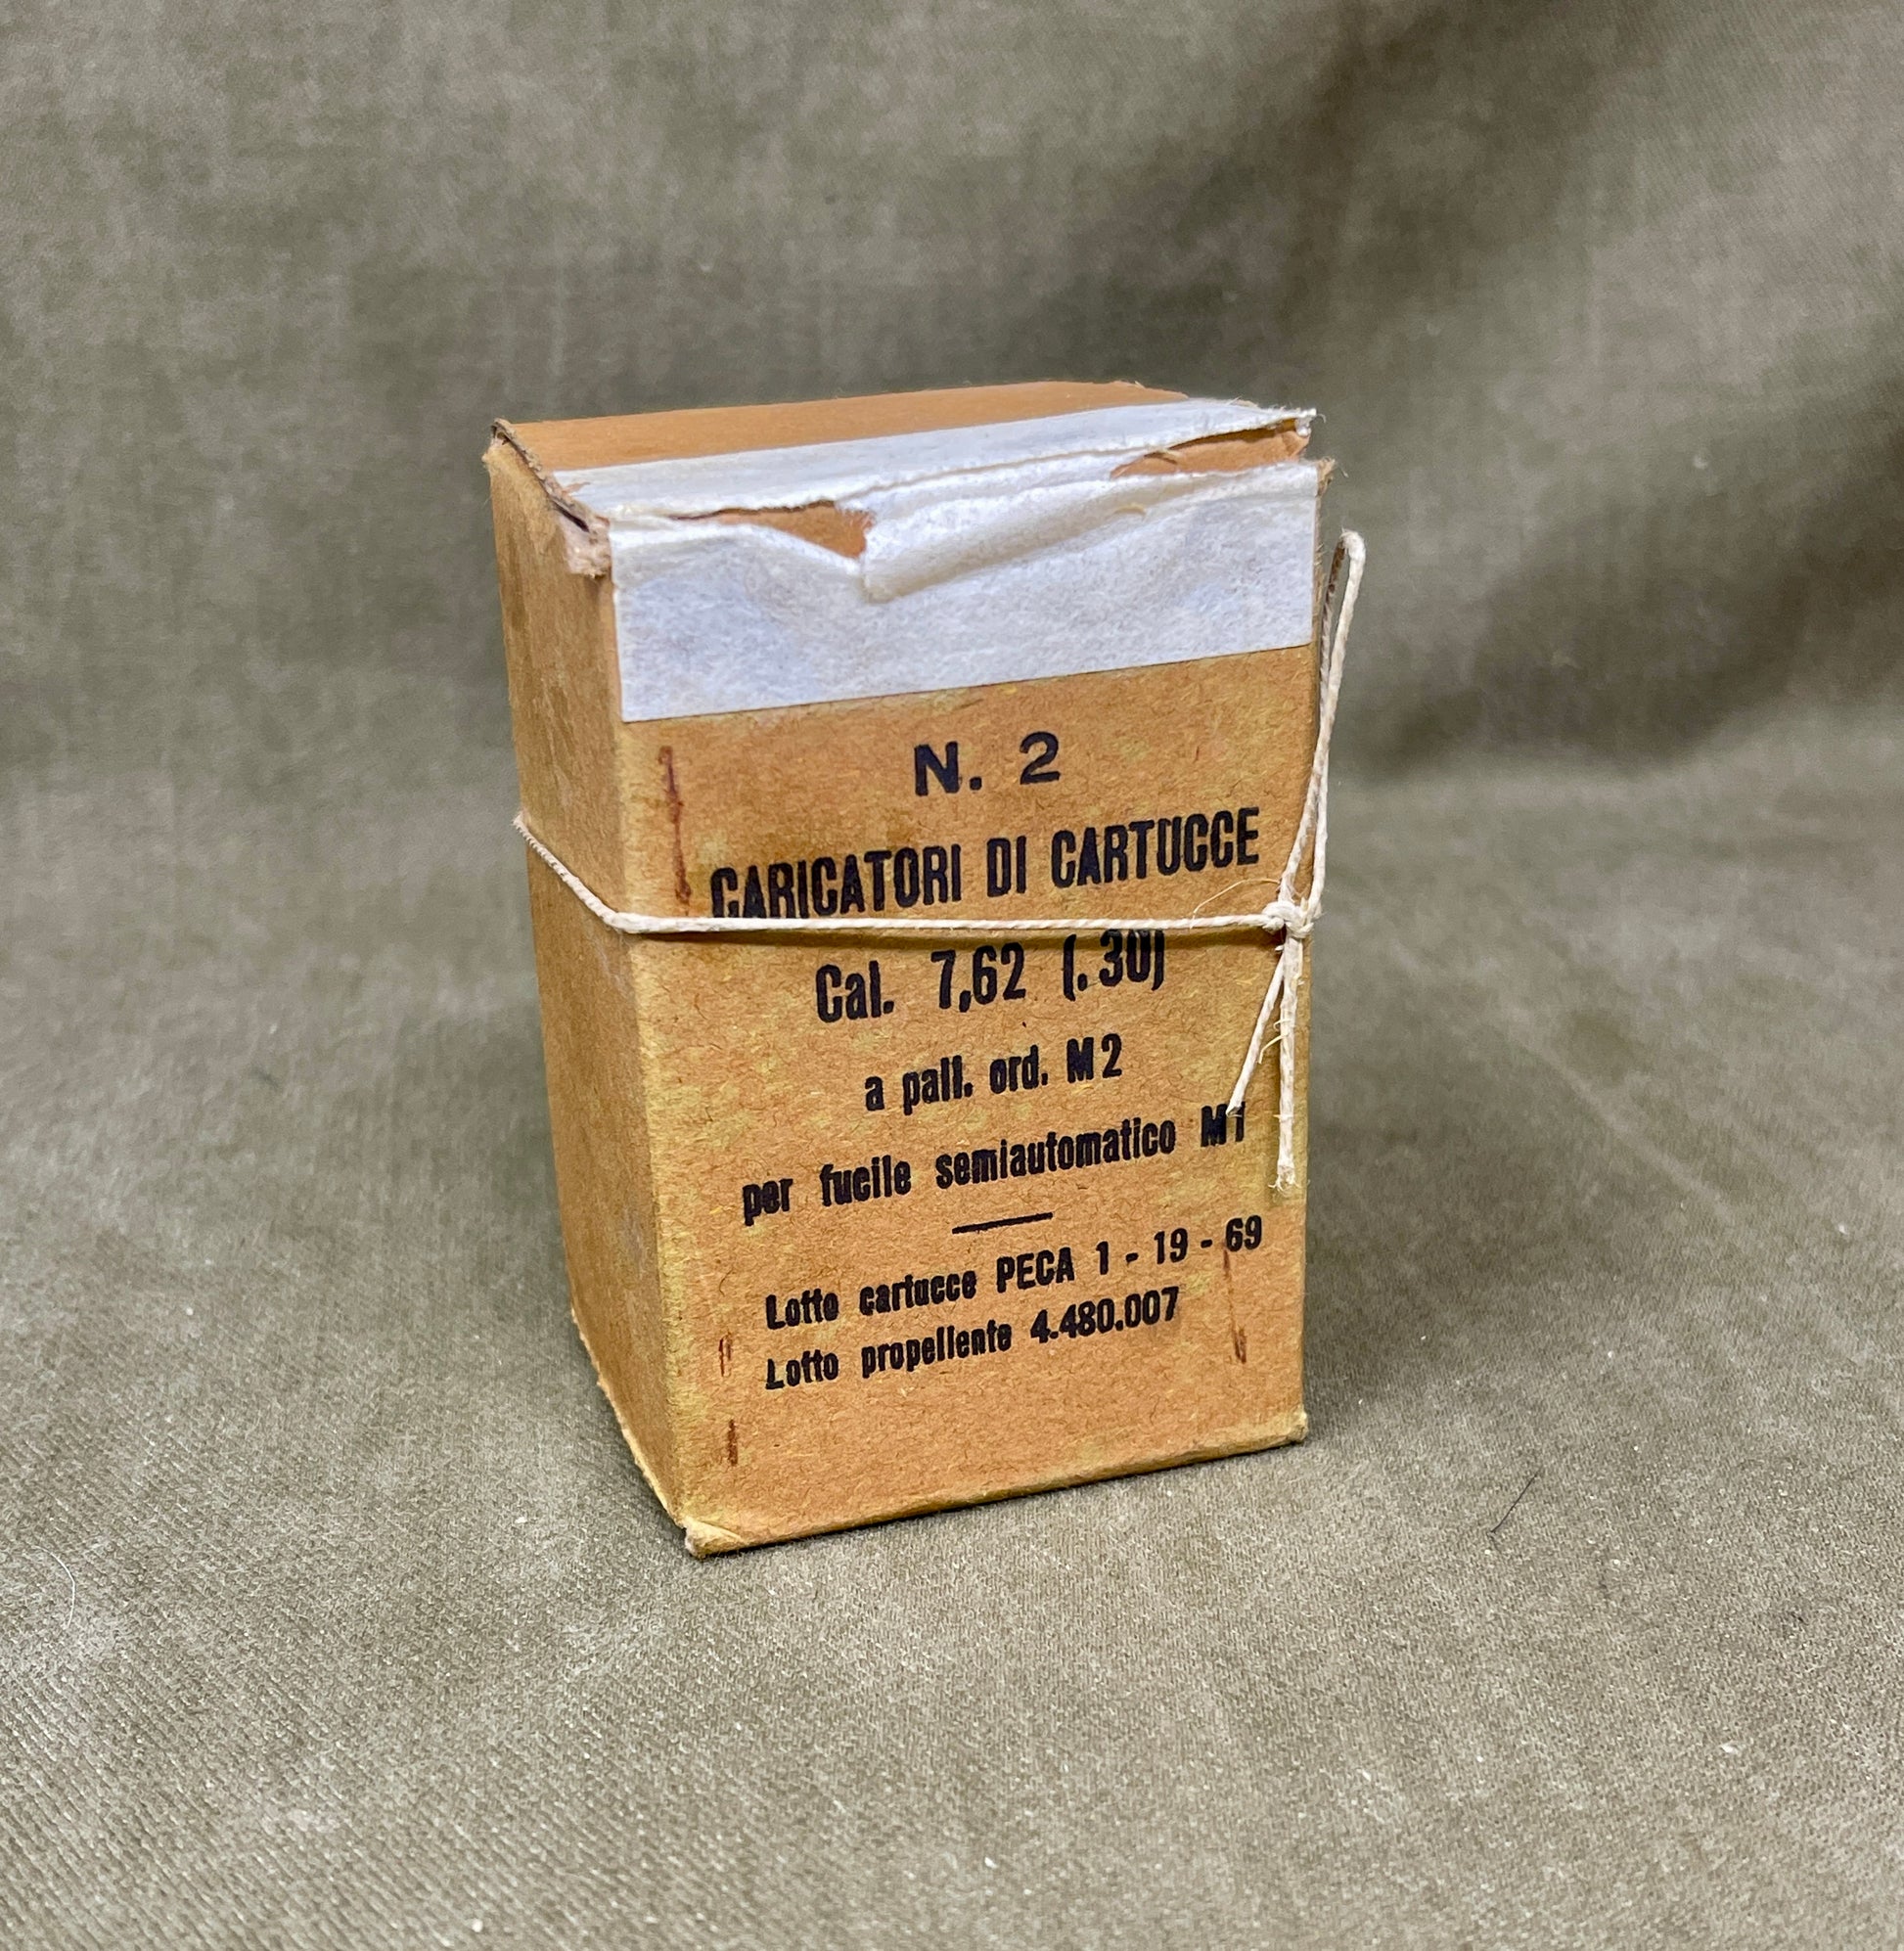 N. 2
CARICATORI DI CARTUCCE
Cal. 7,62 (.30)
a pall. ord. M2
per fucile semiautomatico M1
Lotto cartucce PECA 1 - 19 - 69
Lotto propellente 4.480.007